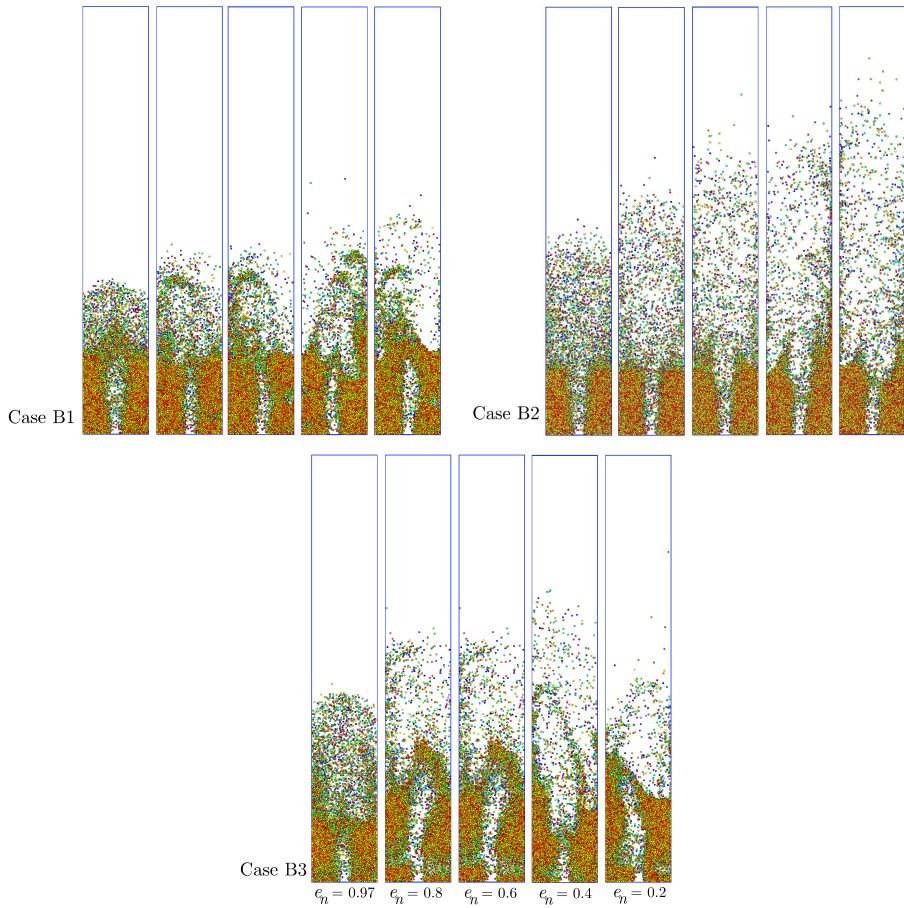 Case B1
Case B2
Case B3
e_n = 0.97 e_n = 0.8 e_n = 0.6 e_n = 0.4 e_n = 0.2